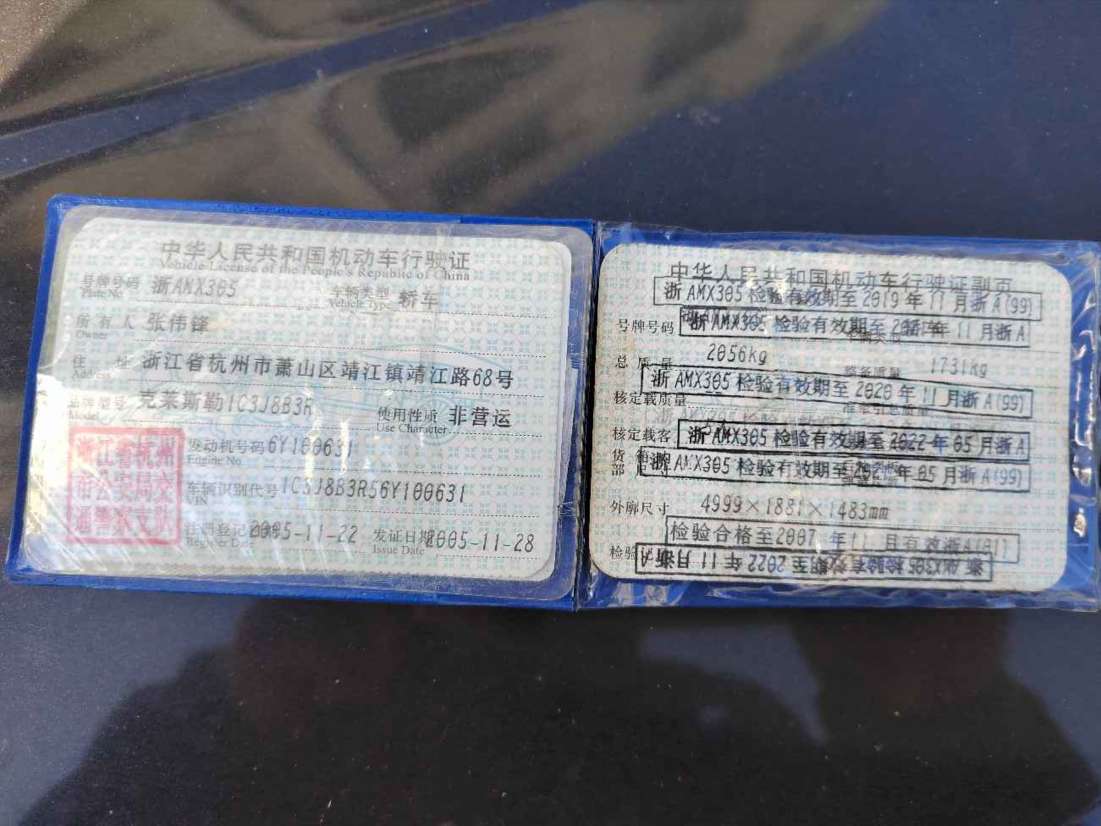 中华人民共和国机动车行驶证
Vehicle License of the People's Republic of China
号牌号码 浙AMX305 车辆类型 轿车
Plate No. Vehicle Type
所有人 张伟锋
Owner
住址 浙江省杭州市萧山区靖江镇靖江路68号
品牌型号 克莱斯勒1C3J8B3R 使用性质 非营运
Model Use Character
浙江省杭州
市公安局交
通警察支队
发动机号码 6Y100631
Engine No.
车辆识别代号 1C3J8B3R56Y100631
VIN
注册登记 2005-11-22 发证日期 2005-11-28
Issue Date
中华人民共和国机动车行驶证副页
浙AMX305检验有效期至2019年11月浙A(99)
号牌号码 浙AMX305检验有效期至 年11月浙A
总质量 2056kg 整备质量 1731kg
浙AMX305检验有效期至2020年11月浙A(99)
核定载质量
核定载客 浙AMX305检验有效期至2022年05月浙A
浙AMX305检验有效期至2021年05月浙A(99)
外廓尺寸 4999×1881×1483mm
检验合格至2007年11月有效浙A(01)
检验
浙AMX305检验有效期至2022年11月浙A